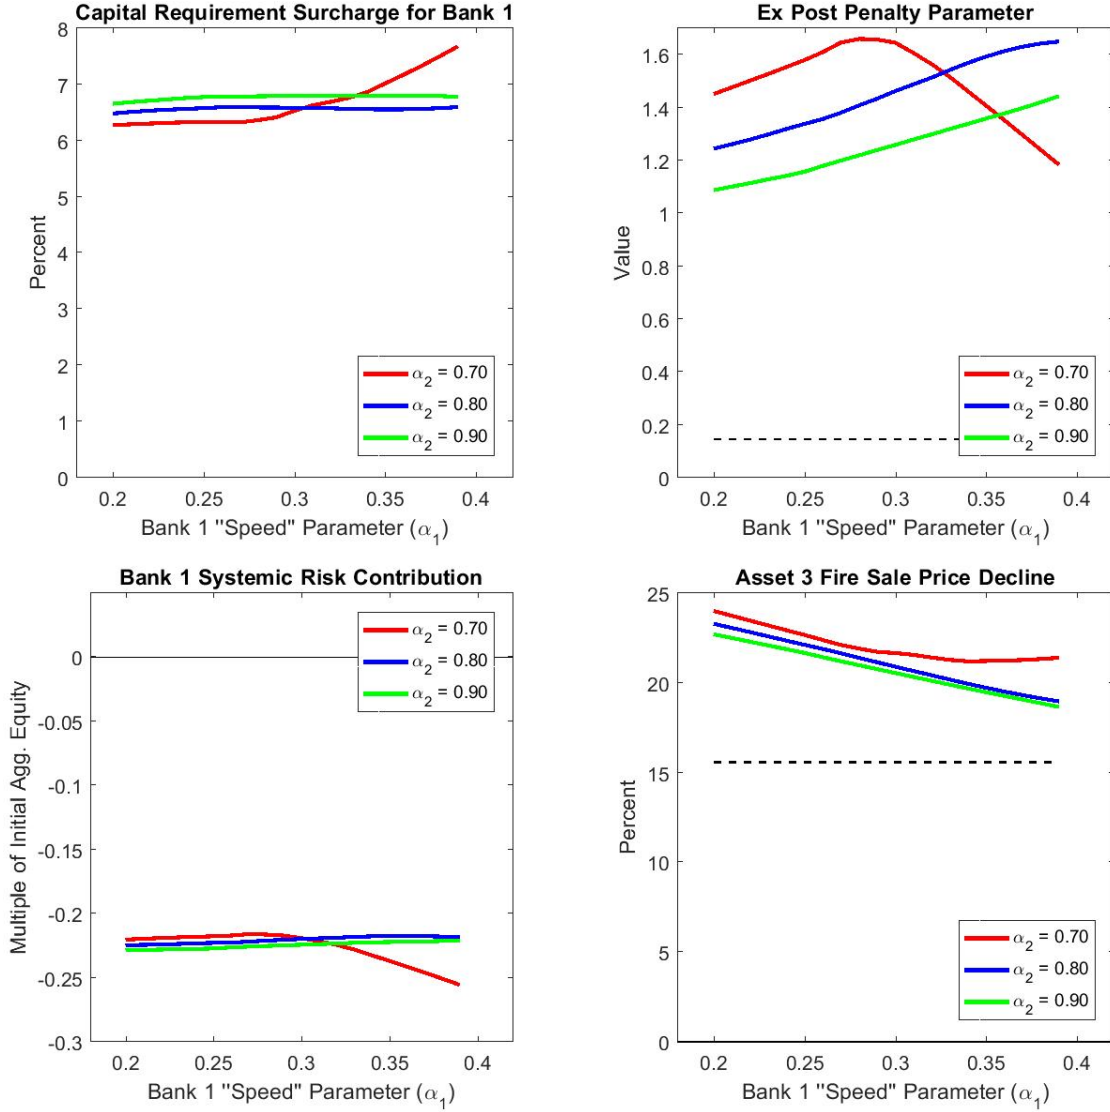 Capital Requirement Surcharge for Bank 1
8
7
6
5
4
3
2
1
0
Percent
α2 = 0.70
α2 = 0.80
α2 = 0.90
0.2 0.25 0.3 0.35 0.4
Bank 1 "Speed" Parameter (α1)
Ex Post Penalty Parameter
1.6
1.4
1.2
1
0.8
0.6
0.4
0.2
0
Value
α2 = 0.70
α2 = 0.80
α2 = 0.90
0.2 0.25 0.3 0.35 0.4
Bank 1 "Speed" Parameter (α1)
Bank 1 Systemic Risk Contribution
0
-0.05
-0.1
-0.15
-0.2
-0.25
-0.3
Multiple of Initial Agg. Equity
α2 = 0.70
α2 = 0.80
α2 = 0.90
0.2 0.25 0.3 0.35 0.4
Bank 1 "Speed" Parameter (α1)
Asset 3 Fire Sale Price Decline
25
20
15
10
5
0
Percent
α2 = 0.70
α2 = 0.80
α2 = 0.90
0.2 0.25 0.3 0.35 0.4
Bank 1 "Speed" Parameter (α1)